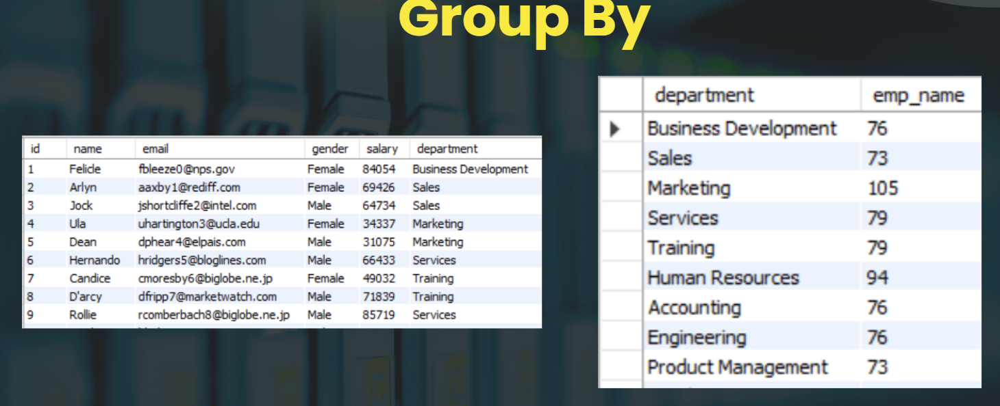 Group By
id name email gender salary department
1 Felicle fbleeze0@nps.gov Female 84054 Business Development
2 Arlyn aaxby1@rediff.com Female 69426 Sales
3 Jock jshortcliffe2@intel.com Male 64734 Sales
4 Ula uhartington3@ucla.edu Female 34337 Marketing
5 Dean dphear4@elpais.com Male 31075 Marketing
6 Hernando hridgers5@bloglines.com Male 66433 Services
7 Candice cmoresby6@biglobe.ne.jp Female 49032 Training
8 D'arcy dfripp7@marketwatch.com Male 71839 Training
9 Rollie rcomberbach8@biglobe.ne.jp Male 85719 Services
department emp_name
Business Development 76
Sales 73
Marketing 105
Services 79
Training 79
Human Resources 94
Accounting 76
Engineering 76
Product Management 73